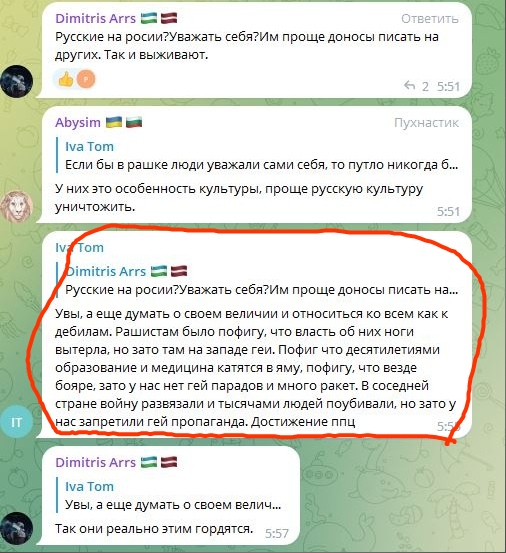 Dimitris Arrs Ответить
Русские на росии?Уважать себя?Им проще доносы писать на
других. Так и выживают.
P
2 5:51
Abysim Пухнастик
Iva Tom
Если бы в рашке люди уважали сами себя, то путло никогда б...
У них это особенность культуры, проще русскую культуру
уничтожить.
5:51
Iva Tom
Dimitris Arrs
Русские на росии?Уважать себя?Им проще доносы писать на...
Увы, а еще думать о своем величии и относиться ко всем как к
дебилам. Рашистам было пофигу, что власть об них ноги
вытерла, но зато там на западе геи. Пофиг что десятилетиями
образование и медицина катятся в яму, пофигу, что везде
бояре, зато у нас нет гей парадов и много ракет. В соседней
стране войну развязали и тысячами людей поубивали, но зато у
нас запретили гей пропаганда. Достижение ппц
IT
Dimitris Arrs
Iva Tom
Увы, а еще думать о своем велич...
Так они реально этим гордятся. 5:57